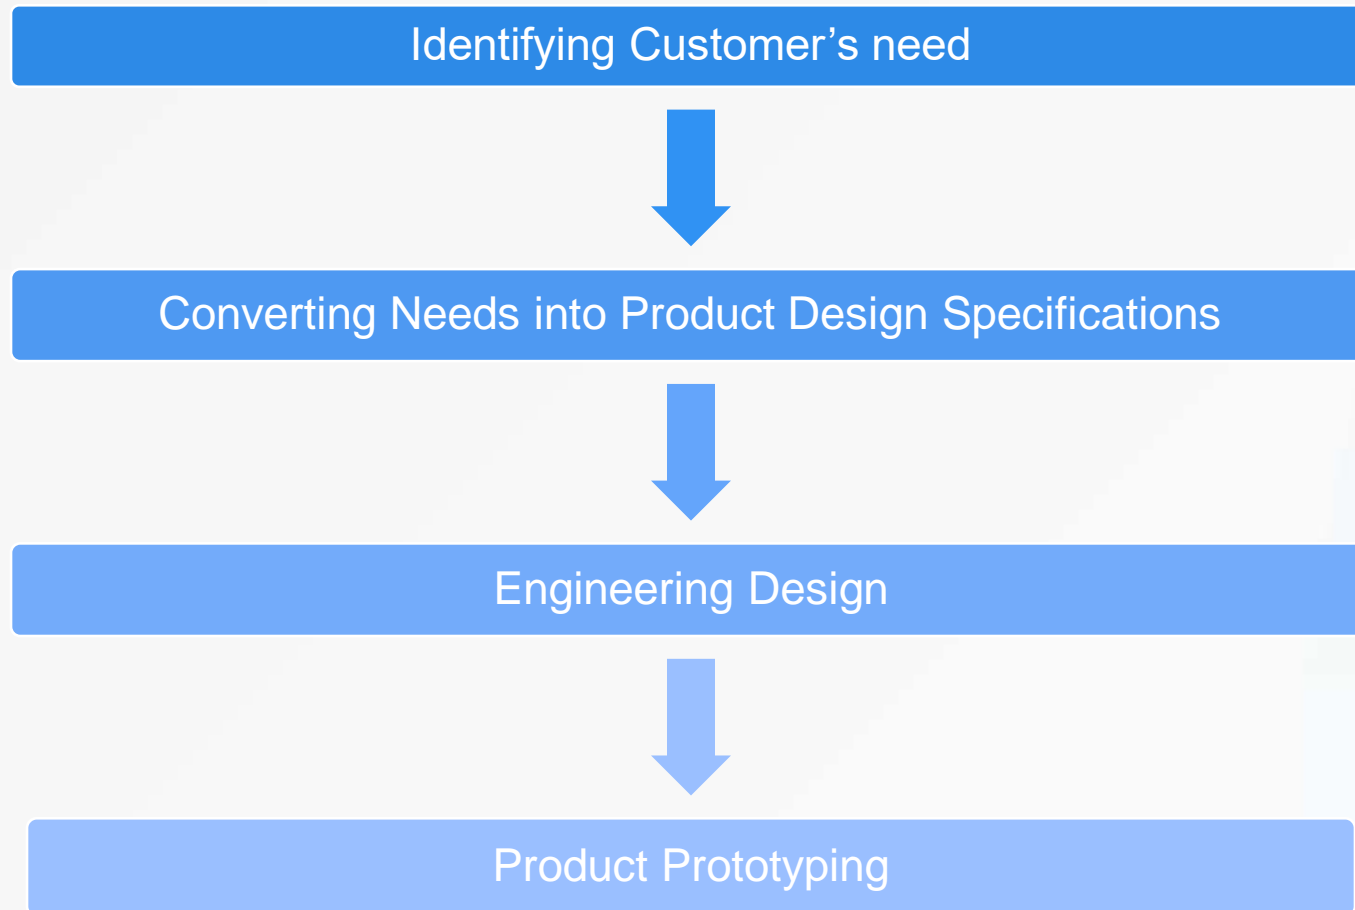 Identifying Customer’s need
Converting Needs into Product Design Specifications
Engineering Design
Product Prototyping